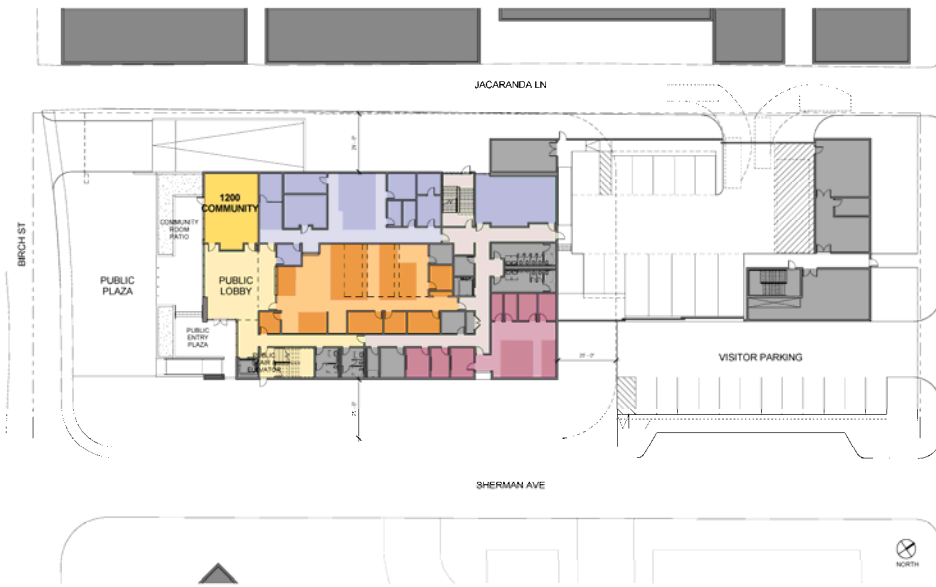 JACARANDA LN
1200
COMMUNITY
COMMUNITY
ROOM
PATIO
BIRCH ST
PUBLIC
PLAZA
PUBLIC
LOBBY
PUBLIC
ENTRY
PLAZA
PUBLIC
ELEVATOR
VISITOR PARKING
SHERMAN AVE
NORTH